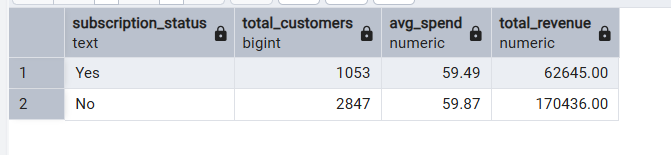 subscription_status total_customers avg_spend total_revenue
text bigint numeric numeric
1 Yes 1053 59.49 62645.00
2 No 2847 59.87 170436.00